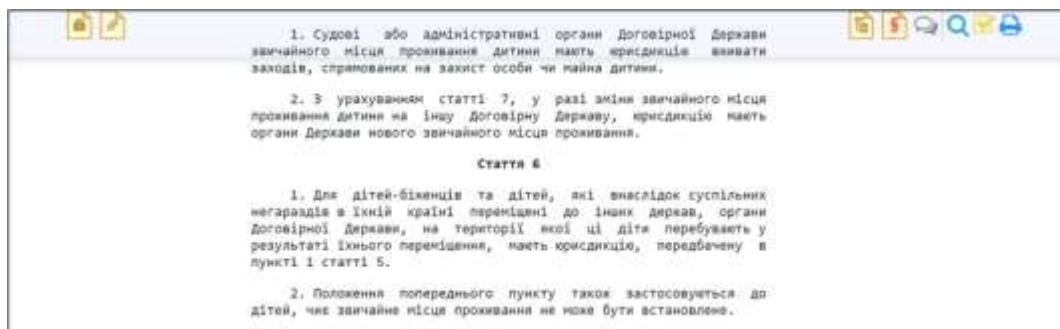 1. Судові або адміністративні органи Договірної Держави
звичайного місця проживання дитини мають юрисдикцію вживати
заходів, спрямованих на захист особи чи майна дитини.
2. З урахуванням статті 7, у разі зміни звичайного місця
проживання дитини на іншу Договірну Державу, юрисдикцію мають
органи Держави нового звичайного місця проживання.
Стаття 6
1. Для дітей-біженців та дітей, які внаслідок суспільних
негараздів в їхній країні переміщені до інших держав, органи
Договірної Держави, на території якої ці діти перебувають у
результаті їхнього переміщення, мають юрисдикцію, передбачену в
пункті 1 статті 5.
2. Положення попереднього пункту також застосовуються до
дітей, чиє звичайне місце проживання не може бути встановлене.